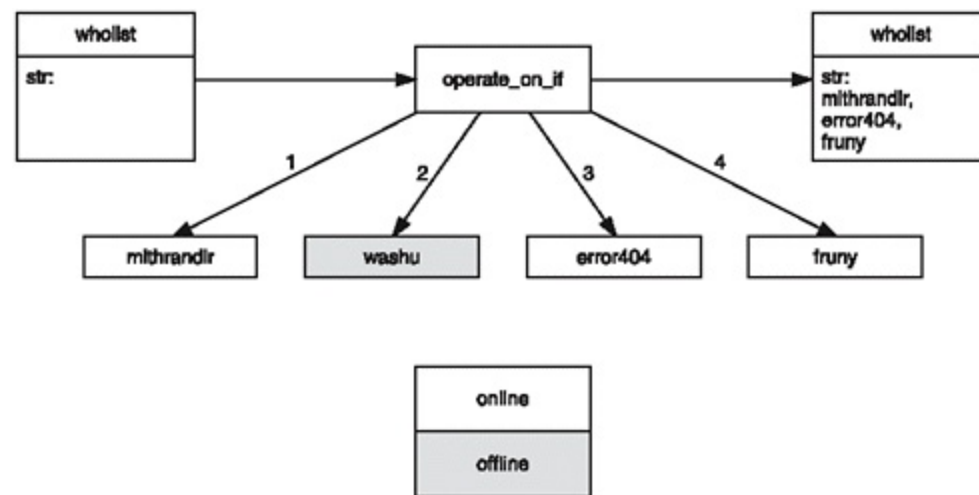 wholist
str:
operate_on_if
wholist
str:
mithrandir,
error404,
fruny
1
2
3
4
mithrandir
washu
error404
fruny
online
offline